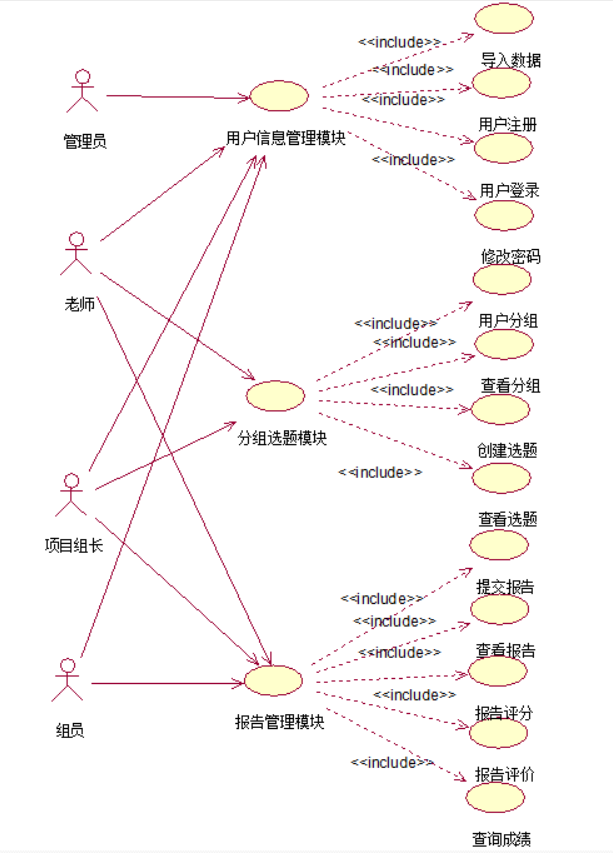 <<include>>
导入数据
<<include>>
管理员
用户信息管理模块
<<include>>
用户注册
<<include>>
用户登录
修改密码
老师
<<include>>
用户分组
<<include>>
查看分组
<<include>>
分组选题模块
创建选题
<<include>>
查看选题
项目组长
提交报告
<<include>>
<<include>>
查看报告
<<include>>
报告评分
<<include>>
组员
报告管理模块
报告评价
<<include>>
查询成绩